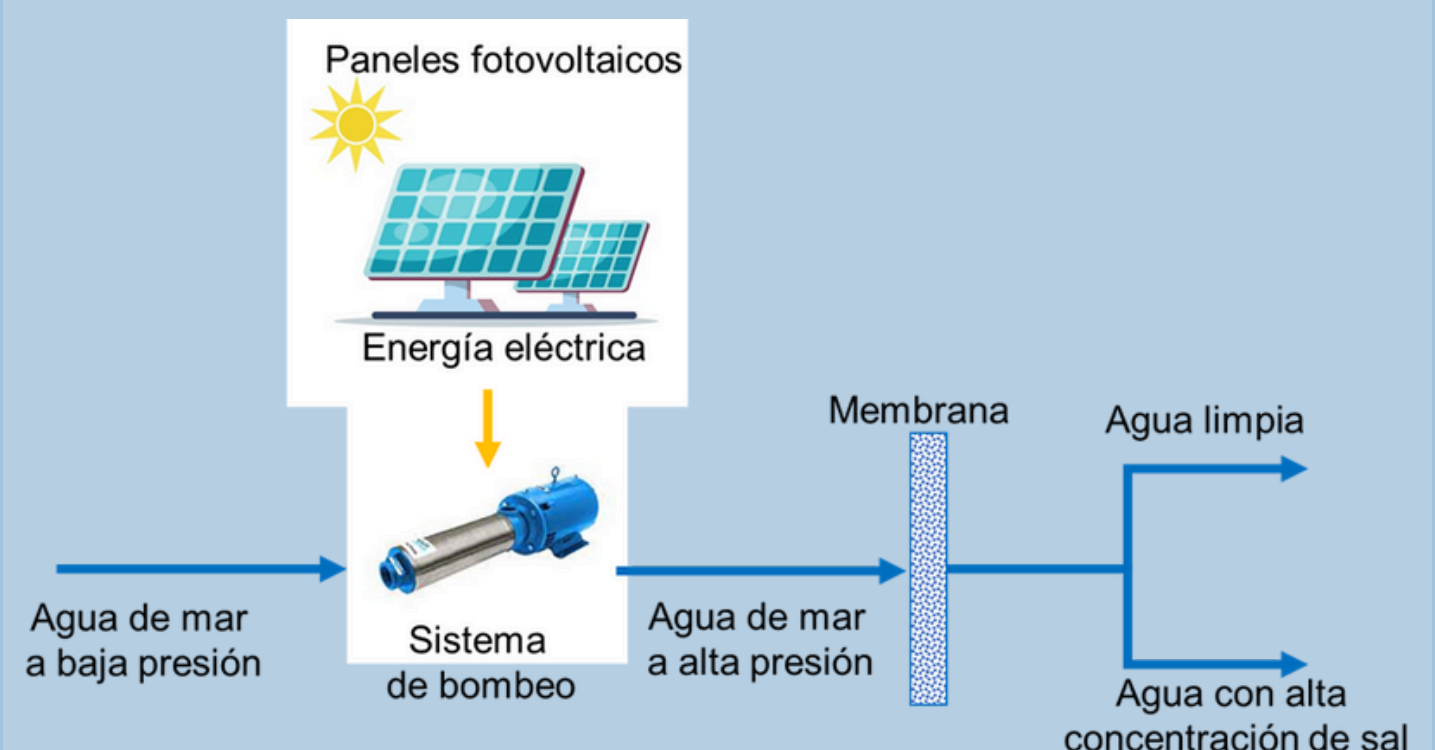 Paneles fotovoltaicos
Energía eléctrica
Membrana
Agua limpia
Agua de mar
a baja presión
Sistema
de bombeo
Agua de mar
a alta presión
Agua con alta
concentración de sal